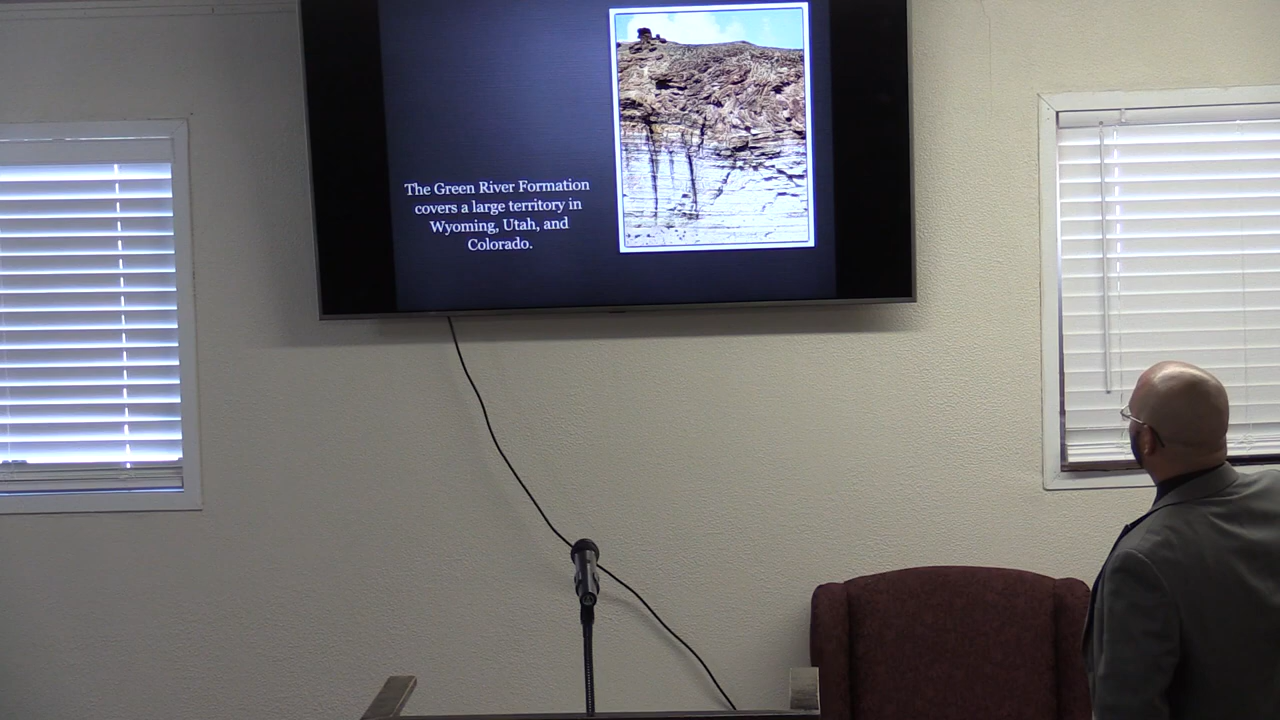 The Green River Formation
covers a large territory in
Wyoming, Utah, and
Colorado.